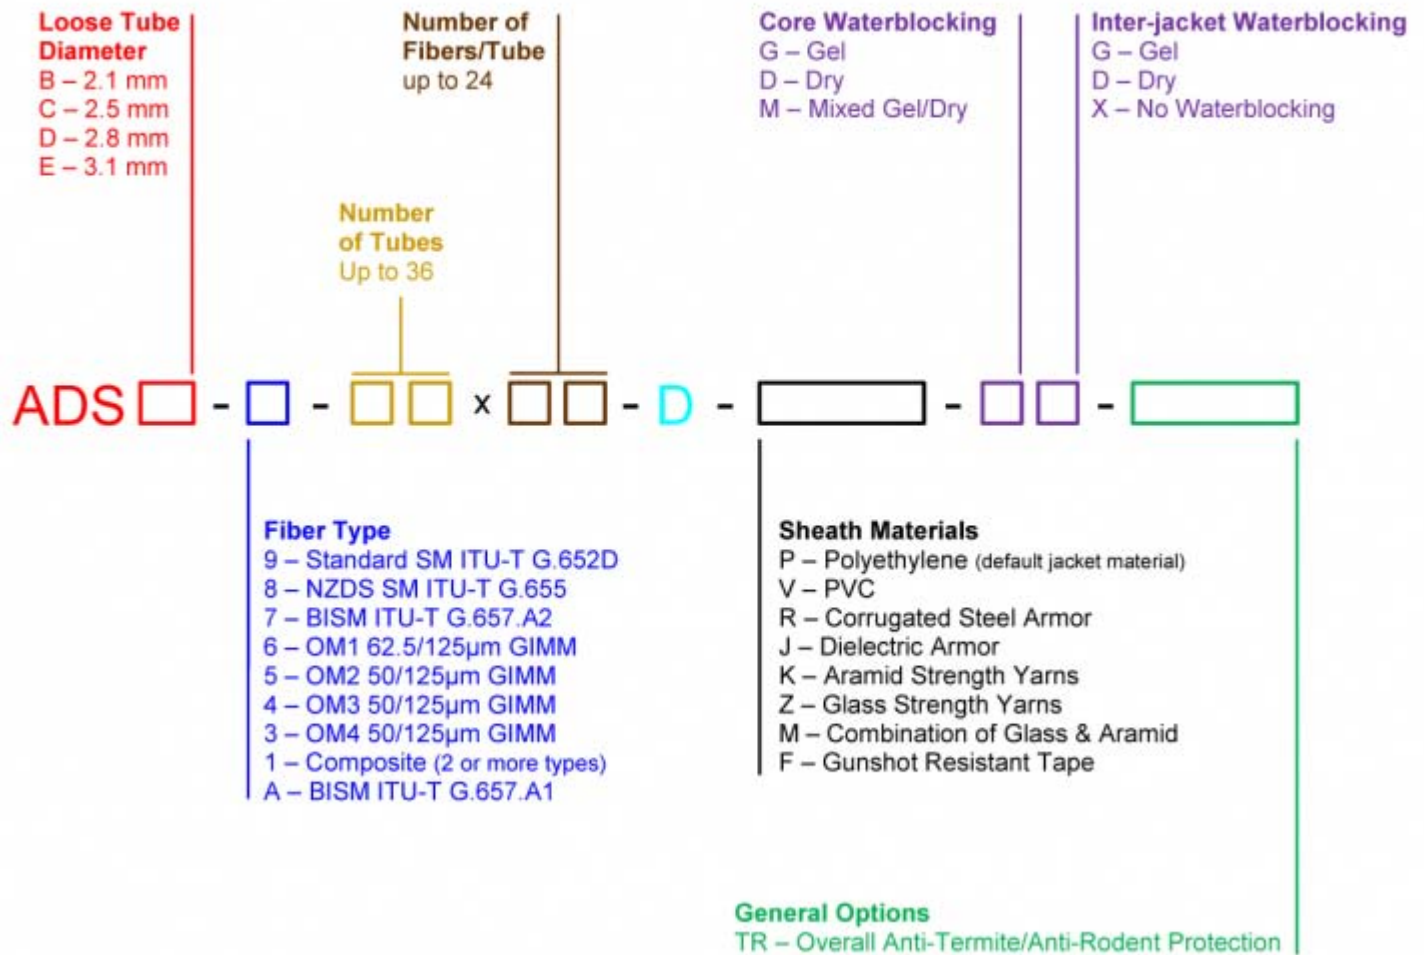 Loose Tube
Diameter
B – 2.1 mm
C – 2.5 mm
D – 2.8 mm
E – 3.1 mm
Number of
Fibers/Tube
up to 24
Core Waterblocking
G – Gel
D – Dry
M – Mixed Gel/Dry
Inter-jacket Waterblocking
G – Gel
D – Dry
X – No Waterblocking
Number
of Tubes
Up to 36
ADS - - x - D - - -
Fiber Type
9 – Standard SM ITU-T G.652D
8 – NZDS SM ITU-T G.655
7 – BISM ITU-T G.657.A2
6 – OM1 62.5/125µm GIMM
5 – OM2 50/125µm GIMM
4 – OM3 50/125µm GIMM
3 – OM4 50/125µm GIMM
1 – Composite (2 or more types)
A – BISM ITU-T G.657.A1
Sheath Materials
P – Polyethylene (default jacket material)
V – PVC
R – Corrugated Steel Armor
J – Dielectric Armor
K – Aramid Strength Yarns
Z – Glass Strength Yarns
M – Combination of Glass & Aramid
F – Gunshot Resistant Tape
General Options
TR – Overall Anti-Termite/Anti-Rodent Protection